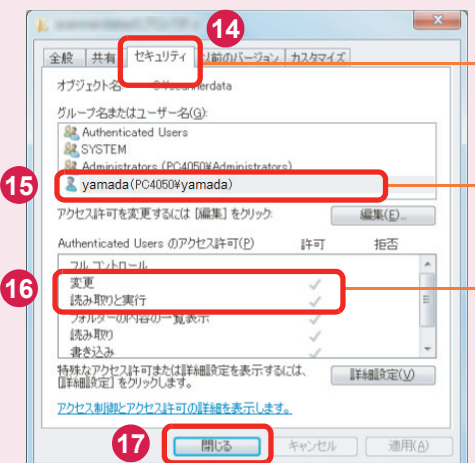 14
全般 共有 セキュリティ 以前のバージョン カスタマイズ
オブジェクト名 C:¥scannerdata
グループ名またはユーザー名(G):
Authenticated Users
SYSTEM
Administrators (PC4050¥Administrators)
15
yamada(PC4050¥yamada)
アクセス許可を変更するには [編集] をクリック 編集(E)...
Authenticated Users のアクセス許可(P) 許可 拒否
フル コントロール
16
変更
読み取りと実行
フォルダーの内容の一覧表示
読み取り
書き込み
特殊なアクセス許可または詳細設定を表示するには、
[詳細設定] をクリックします。 詳細設定(V)
アクセス制御とアクセス許可の詳細を表示します。
17
閉じる キャンセル 適用(A)